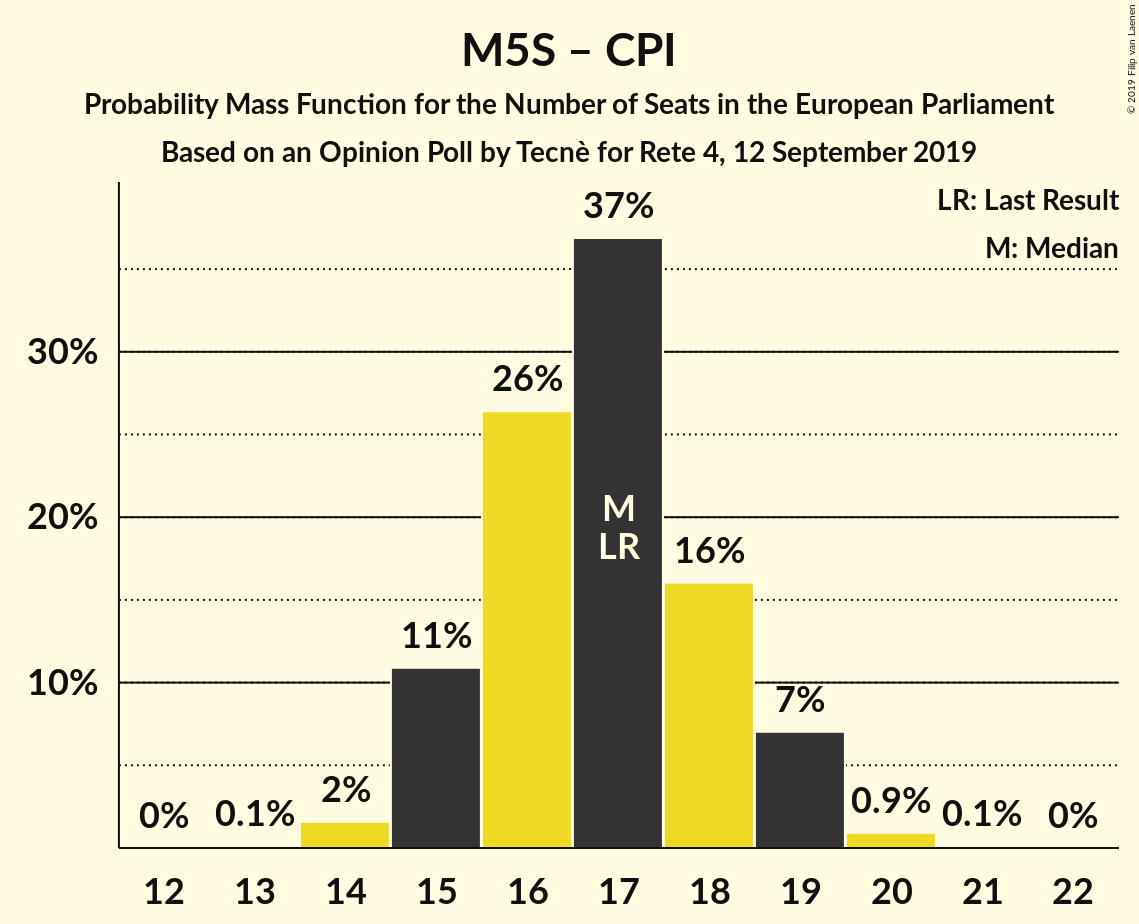 M5S – CPI
Probability Mass Function for the Number of Seats in the European Parliament
Based on an Opinion Poll by Tecnè for Rete 4, 12 September 2019
© 2019 Filip van Laenen
LR: Last Result
M: Median
30%
20%
10%
0%
0.1%
2%
11%
26%
37%
M
LR
16%
7%
0.9%
0.1%
0%
12 13 14 15 16 17 18 19 20 21 22